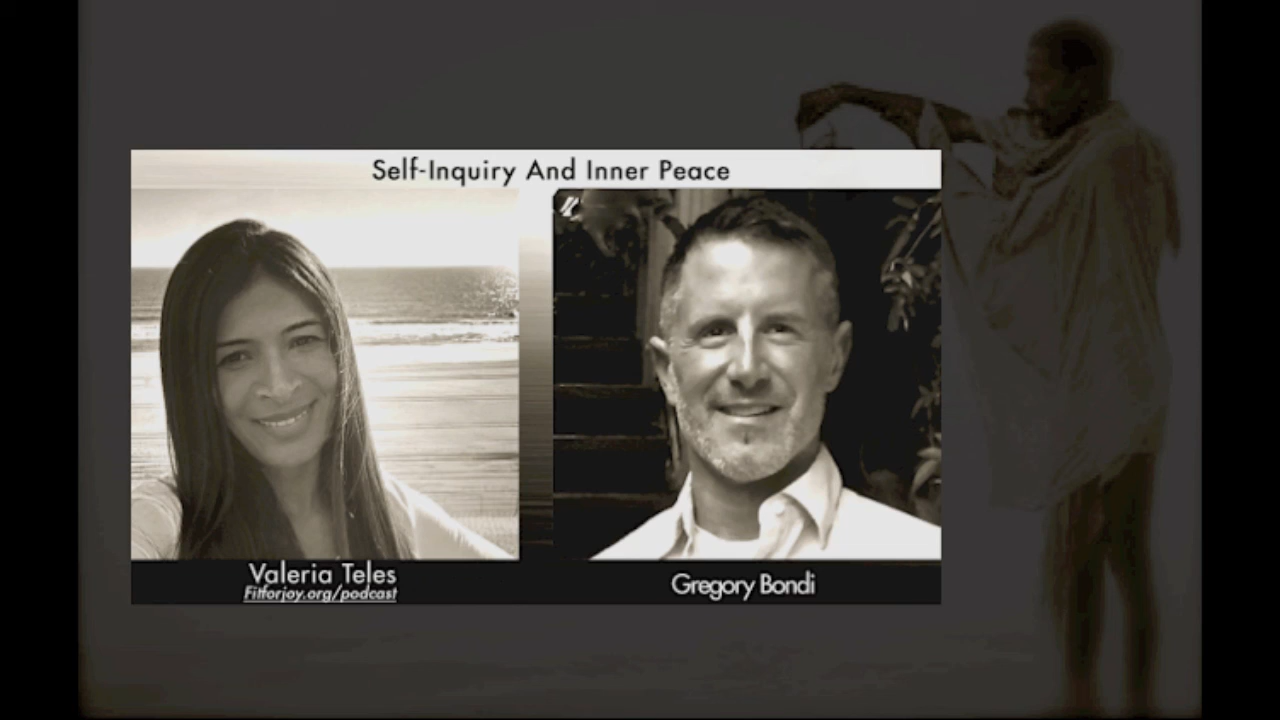 Self-Inquiry And Inner Peace
Valeria Teles
Fitforjoy.org/podcast
Gregory Bondi